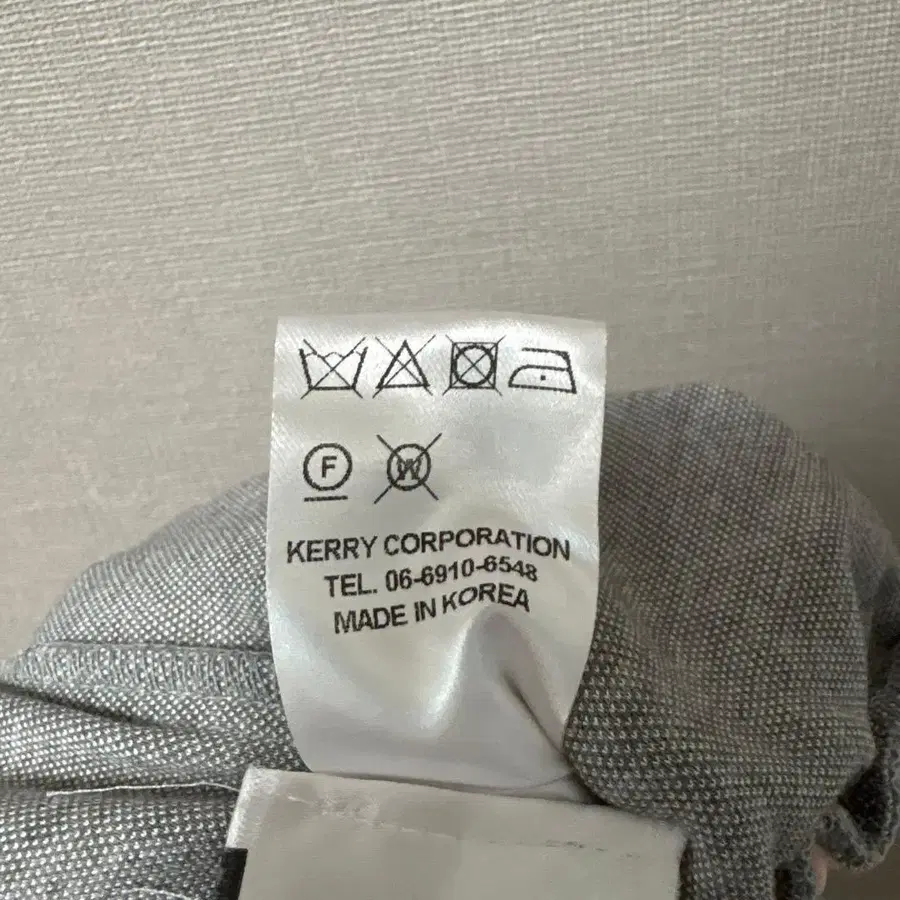 F W
KERRY CORPORATION
TEL. 06-6910-6548
MADE IN KOREA